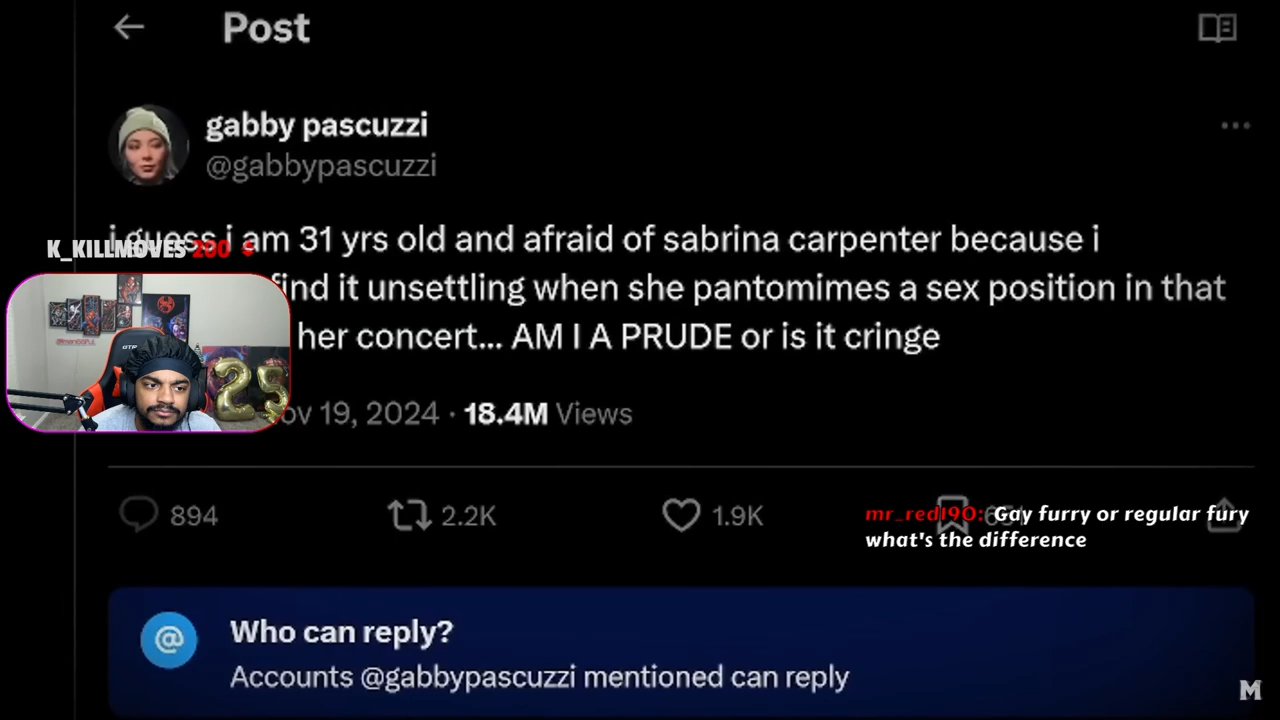 Post
gabby pascuzzi
@gabbypascuzzi
i guess i am 31 yrs old and afraid of sabrina carpenter because i
find it unsettling when she pantomimes a sex position in that
her concert... AM I A PRUDE or is it cringe
K_KILLMOVES 200
25
ov 19, 2024 · 18.4M Views
894
2.2K
1.9K
mr_red190: Gay furry or regular fury
what's the difference
@
Who can reply?
Accounts @gabbypascuzzi mentioned can reply
M